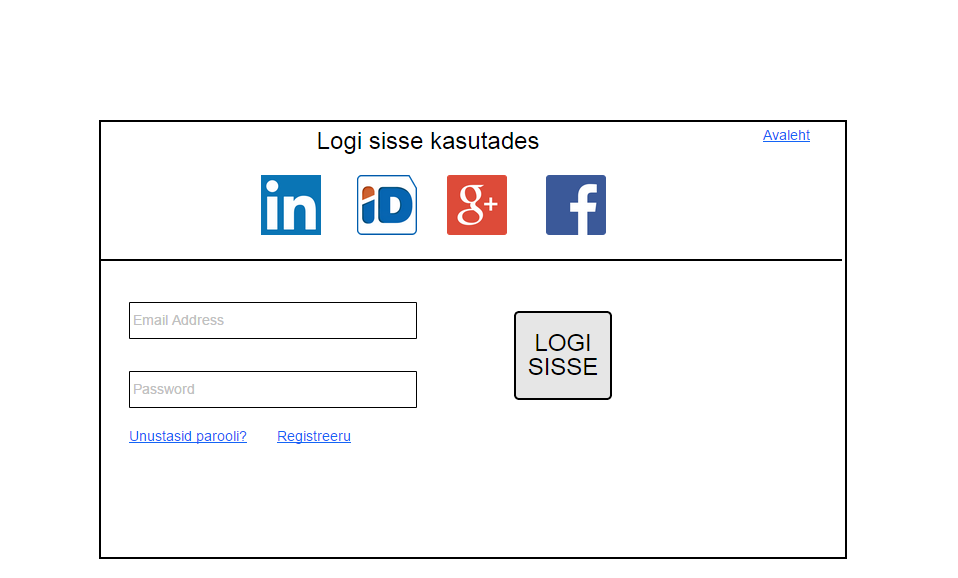 Logi sisse kasutades
Avaleht
in
iD
g+
f
Email Address
LOGI
SISSE
Password
Unustasid parooli?
Registreeru